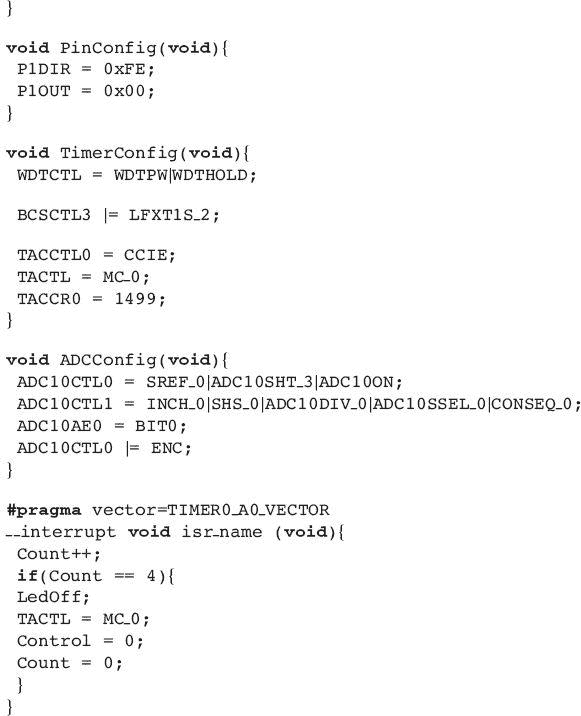 }
void PinConfig(void){
P1DIR = 0xFE;
P1OUT = 0x00;
}
void TimerConfig(void){
WDTCTL = WDTPW|WDTHOLD;
BCSCTL3 |= LFXT1S_2;
TACCTL0 = CCIE;
TACTL = MC_0;
TACCR0 = 1499;
}
void ADCConfig(void){
ADC10CTL0 = SREF_0|ADC10SHT_3|ADC10ON;
ADC10CTL1 = INCH_0|SHS_0|ADC10DIV_0|ADC10SSEL_0|CONSEQ_0;
ADC10AE0 = BIT0;
ADC10CTL0 |= ENC;
}
#pragma vector=TIMER0_A0_VECTOR
__interrupt void isr_name (void){
Count++;
if(Count == 4){
LedOff;
TACTL = MC_0;
Control = 0;
Count = 0;
}
}